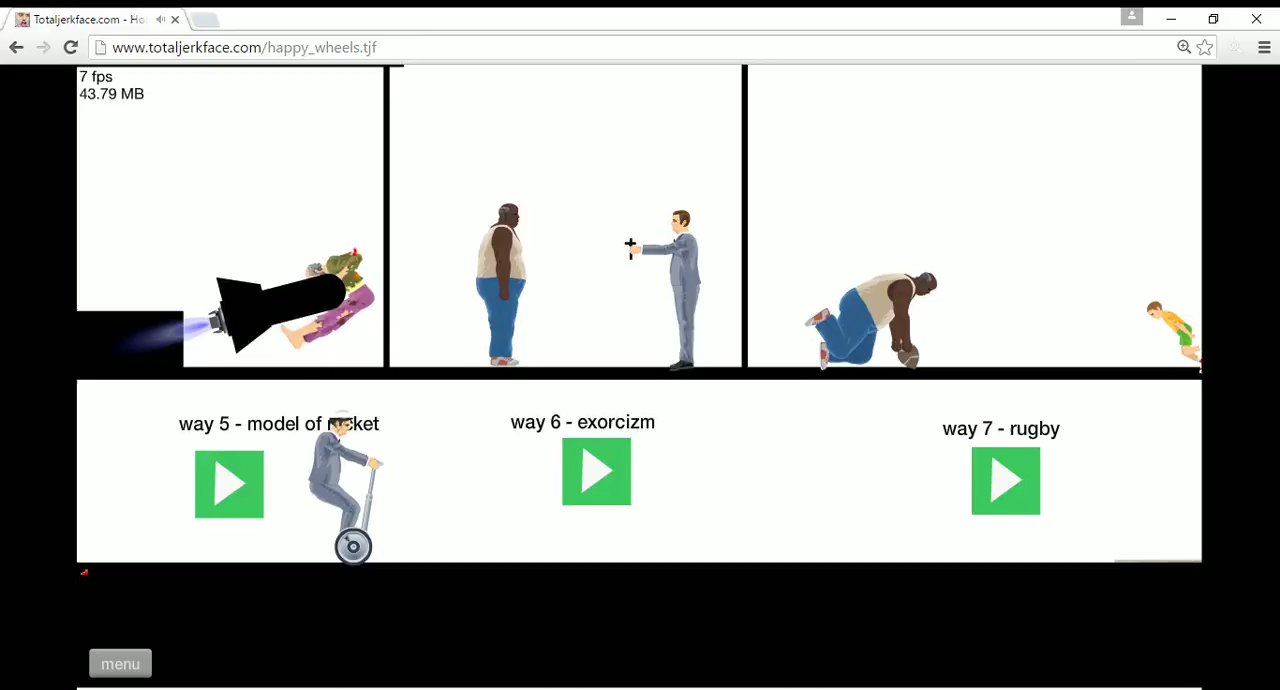 Totaljerkface.com - Ho
www.totaljerkface.com/happy_wheels.tjf
7 fps
43.79 MB
way 5 - model of rocket
way 6 - exorcizm
way 7 - rugby
menu